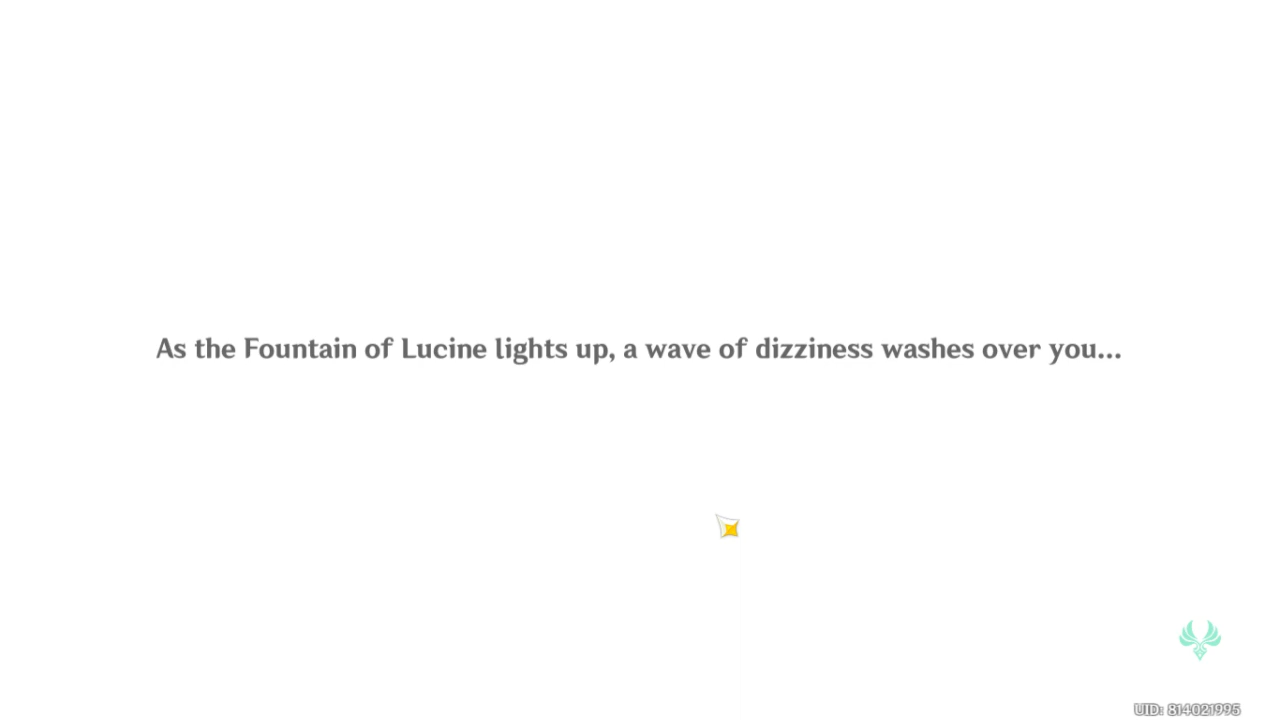 As the Fountain of Lucine lights up, a wave of dizziness washes over you...
UID: 814021995